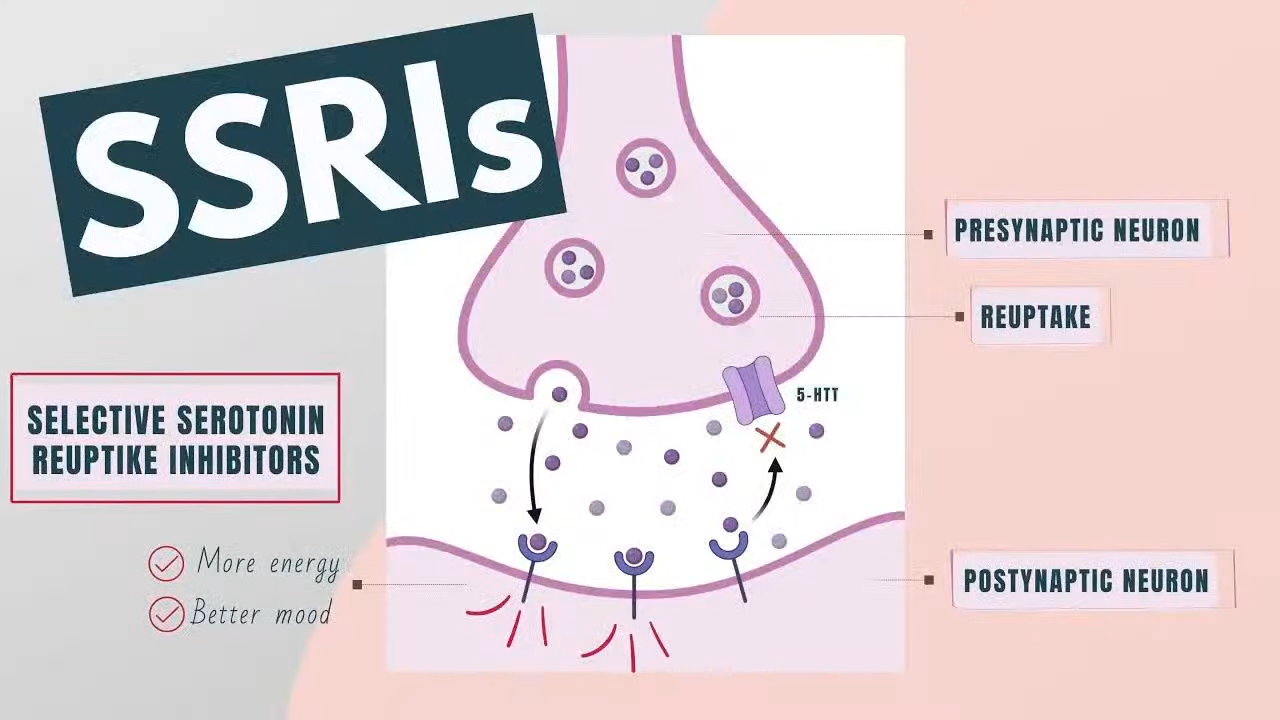 SSRIs
PRESYNAPTIC NEURON
REUPTAKE
5-HTT
SELECTIVE SEROTONIN
REUPTIKE INHIBITORS
More energy
Better mood
POSTYNAPTIC NEURON